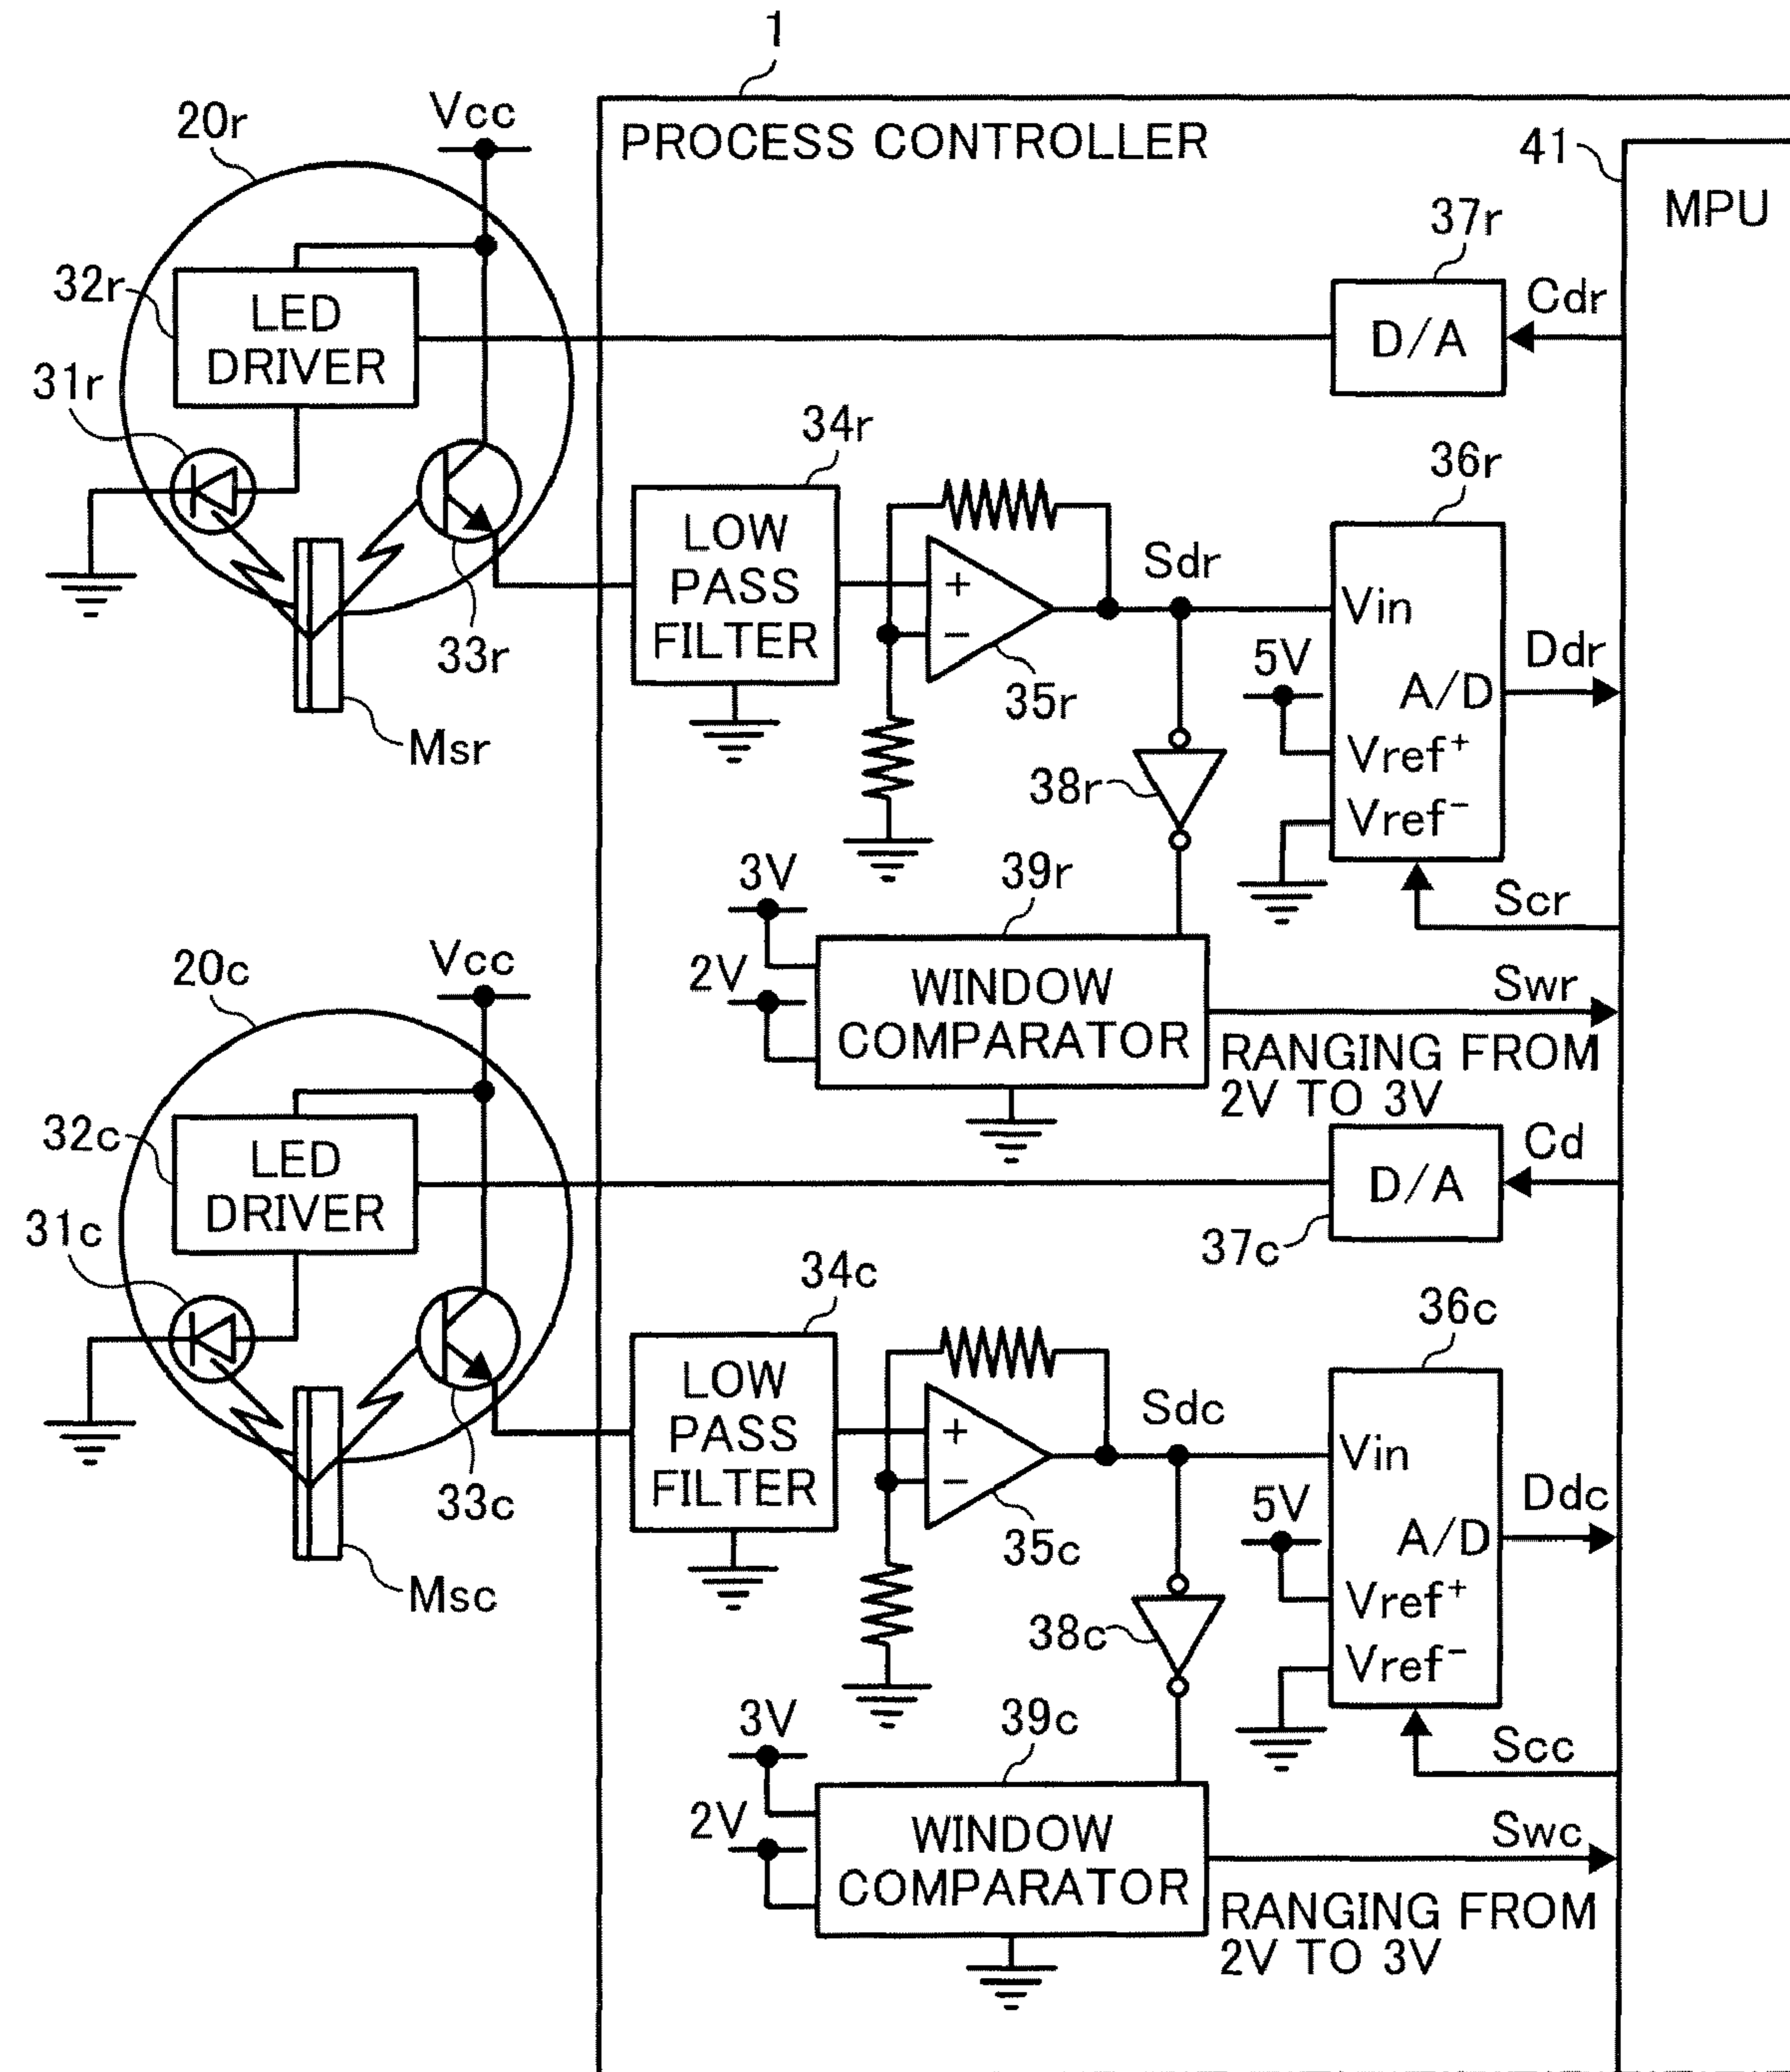 1
PROCESS CONTROLLER
41
MPU
20r
Vcc
37r
32r
LED
DRIVER
D/A
Cdr
31r
34r
36r
LOW
PASS
FILTER
+
−
Sdr
Vin
33r
35r
5V
A/D
Ddr
Msr
Vref+
38r
Vref−
3V
39r
Scr
2V
WINDOW
COMPARATOR
Swr
RANGING FROM
2V TO 3V
20c
Vcc
32c
LED
DRIVER
D/A
Cd
31c
37c
34c
36c
LOW
PASS
FILTER
+
−
Sdc
Vin
33c
35c
5V
A/D
Ddc
Msc
Vref+
38c
Vref−
3V
39c
Scc
2V
WINDOW
COMPARATOR
Swc
RANGING FROM
2V TO 3V